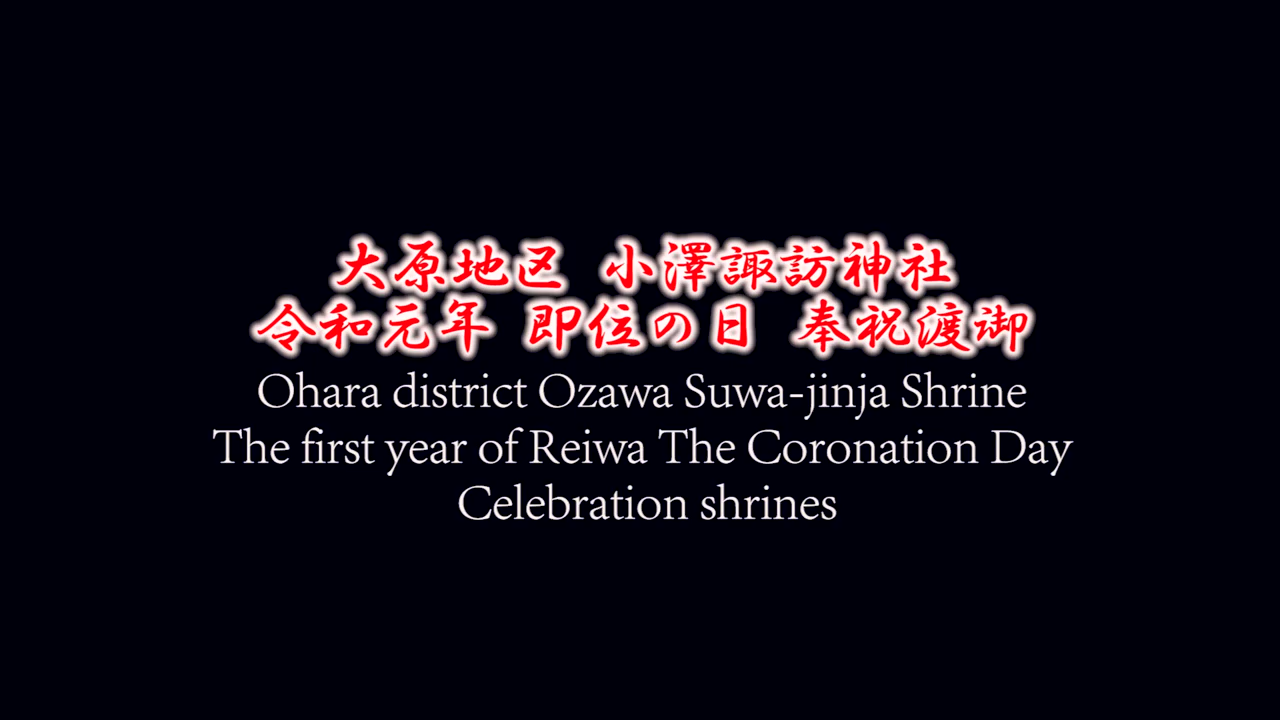 大原地区 小澤諏訪神社
令和元年 即位の日 奉祝渡御
Ohara district Ozawa Suwa-jinja Shrine
The first year of Reiwa The Coronation Day
Celebration shrines